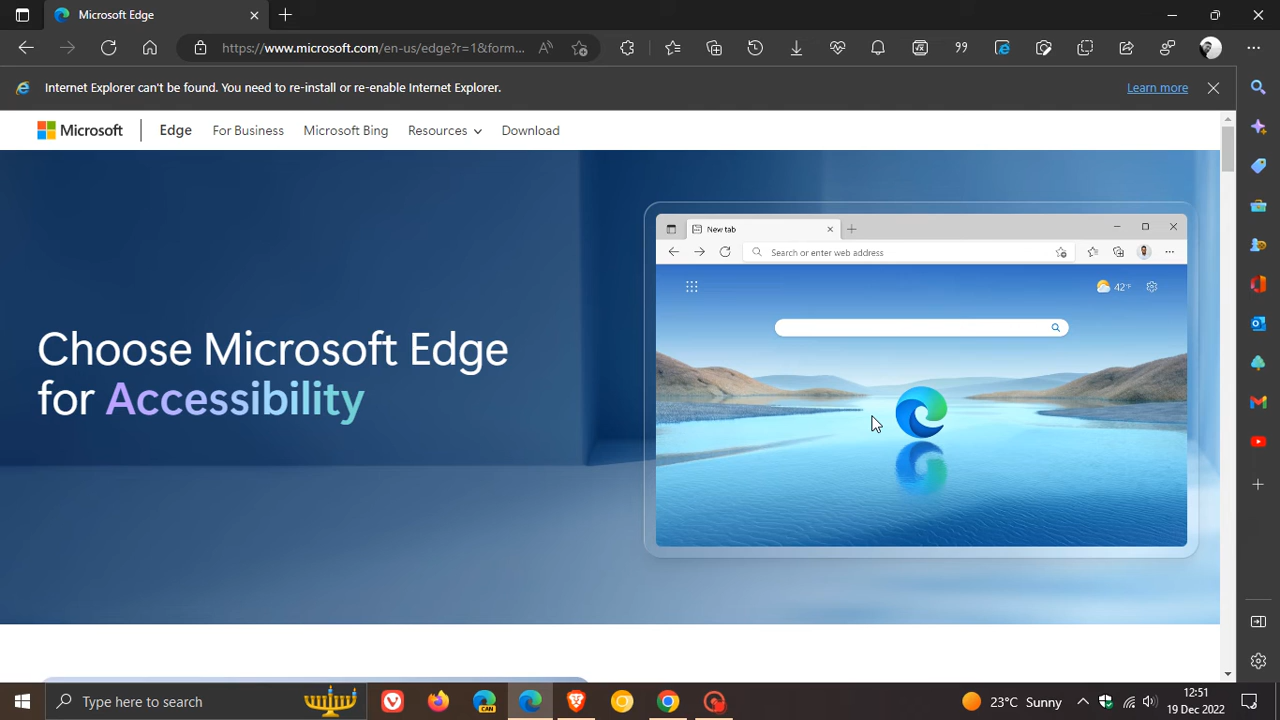 Microsoft Edge
https://www.microsoft.com/en-us/edge?r=1&form...
Internet Explorer can't be found. You need to re-install or re-enable Internet Explorer.
Learn more
Microsoft
Edge
For Business
Microsoft Bing
Resources
Download
New tab
Search or enter web address
42°F
Choose Microsoft Edge
for Accessibility
Type here to search
CAN
23°C Sunny
12:51
19 Dec 2022